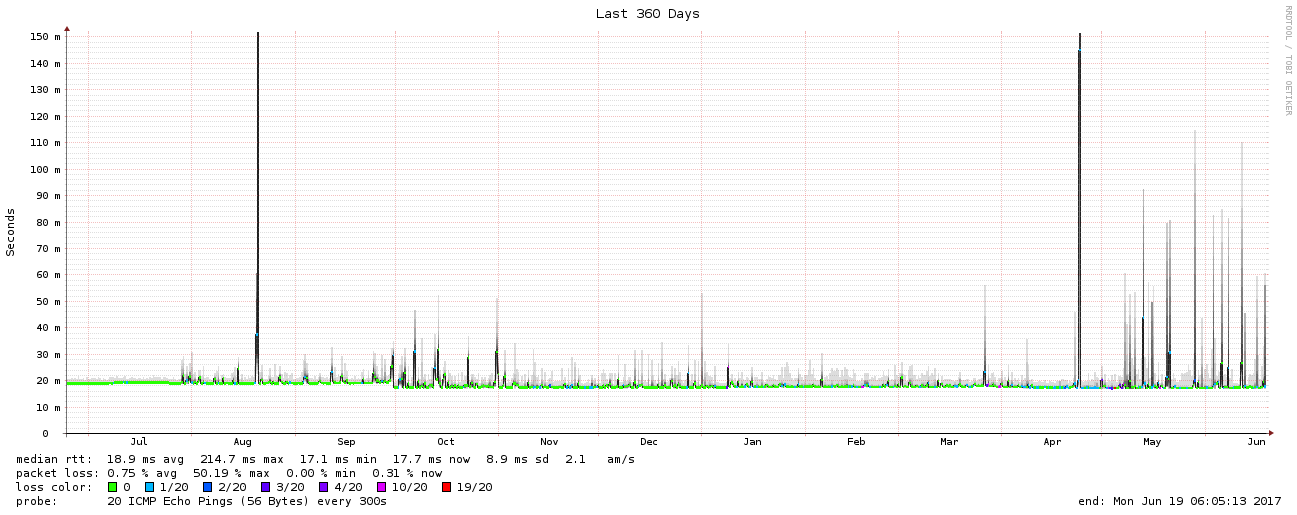 Last 360 Days
RRDTOOL / TOBI OETIKER
Seconds
150 m
140 m
130 m
120 m
110 m
100 m
90 m
80 m
70 m
60 m
50 m
40 m
30 m
20 m
10 m
0
Jul Aug Sep Oct Nov Dec Jan Feb Mar Apr May Jun
median rtt: 18.9 ms avg 214.7 ms max 17.1 ms min 17.7 ms now 8.9 ms sd 2.1 am/s
packet loss: 0.75 % avg 50.19 % max 0.00 % min 0.31 % now
loss color: 0 1/20 2/20 3/20 4/20 10/20 19/20
probe: 20 ICMP Echo Pings (56 Bytes) every 300s end: Mon Jun 19 06:05:13 2017